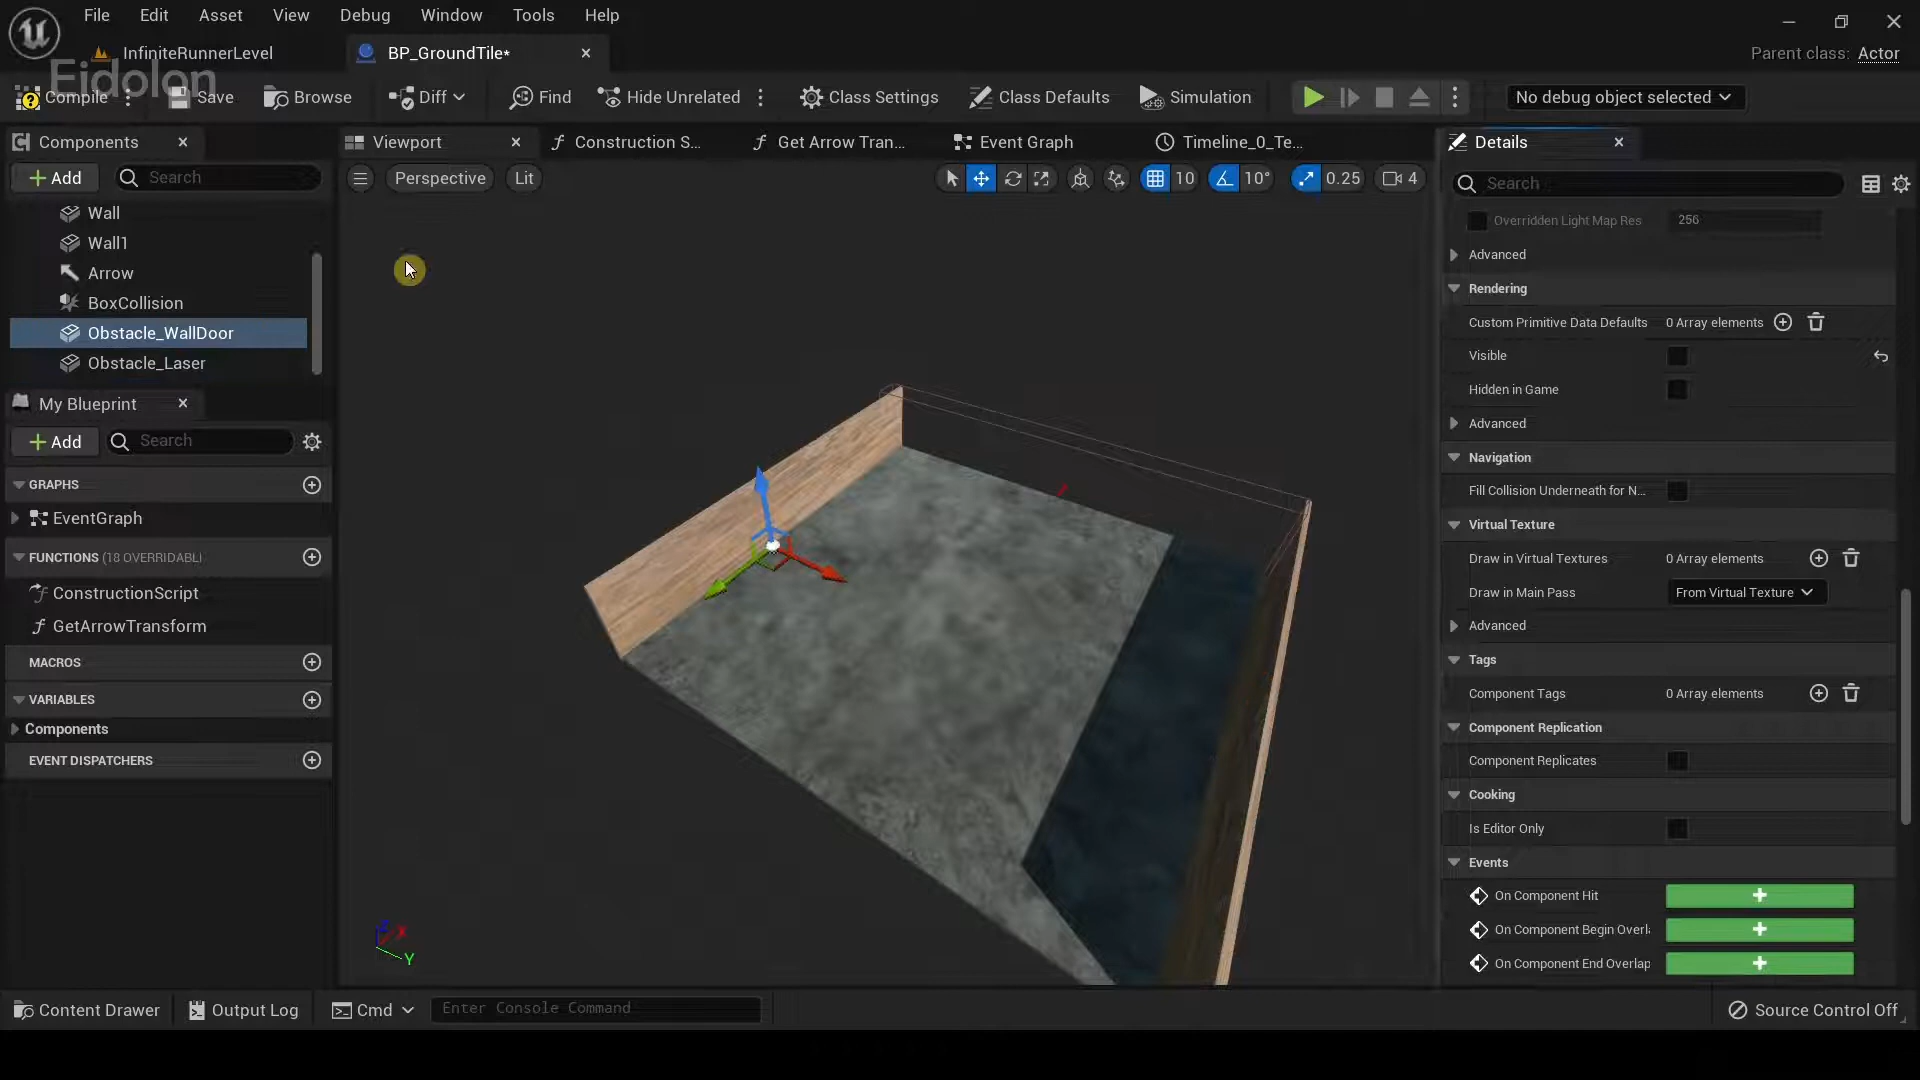 File Edit Asset View Debug Window Tools Help
InfiniteRunnerLevel
BP_GroundTile*
Parent class: Actor
Eidolon
Compile
Save
Browse
Diff
Find
Hide Unrelated
Class Settings
Class Defaults
Simulation
No debug object selected
Components
Viewport
Construction S...
Get Arrow Tran...
Event Graph
Timeline_0_Te...
Details
Add
Search
Perspective
Lit
10
10°
0.25
4
Search
Wall
Wall1
Arrow
BoxCollision
Obstacle_WallDoor
Obstacle_Laser
My Blueprint
Add
Search
GRAPHS
EventGraph
FUNCTIONS (18 OVERRIDABL
ConstructionScript
GetArrowTransform
MACROS
VARIABLES
Components
EVENT DISPATCHERS
X
Y
Overridden Light Map Res 256
Advanced
Rendering
Custom Primitive Data Defaults 0 Array elements
Visible
Hidden in Game
Advanced
Navigation
Fill Collision Underneath for N...
Virtual Texture
Draw in Virtual Textures 0 Array elements
Draw in Main Pass From Virtual Texture
Advanced
Tags
Component Tags 0 Array elements
Component Replication
Component Replicates
Cooking
Is Editor Only
Events
On Component Hit
On Component Begin Overl
On Component End Overlap
Content Drawer
Output Log
Cmd
Enter Console Command
Source Control Off